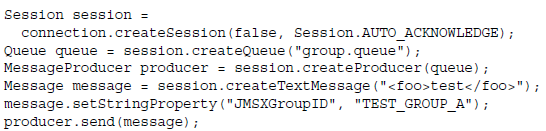 Session session =
  connection.createSession(false, Session.AUTO_ACKNOWLEDGE);
Queue queue = session.createQueue("group.queue");
MessageProducer producer = session.createProducer(queue);
Message message = session.createTextMessage("<foo>test</foo>");
message.setStringProperty("JMSXGroupID", "TEST_GROUP_A");
producer.send(message);